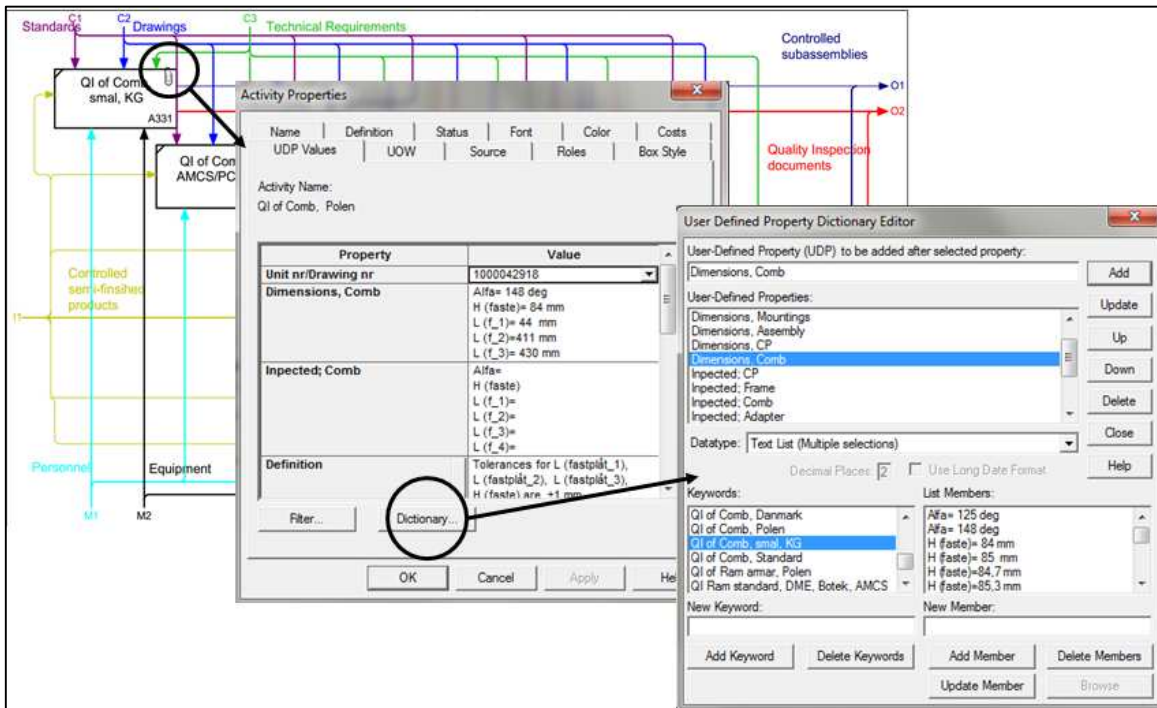 C1
C2
C3
Standards
Drawings
Technical Requirements
Controlled
subassemblies
QI of Comb
smal, KG
A331
O1
O2
QI of Com
AMCS/PC
Quality Inspection
documents
Controlled
semi-finsihed
products
I1
Personnel
Equipment
M1
M2
Activity Properties
Name
Definition
Status
Font
Color
Costs
UDP Values
UOW
Source
Roles
Box Style
Activity Name:
QI of Comb, Polen
Property
Value
Unit nr/Drawing nr
1000042918
Dimensions, Comb
Alfa= 148 deg
H (faste)= 84 mm
L (f_1)= 44 mm
L (f_2)=411 mm
L (f_3)= 430 mm
Inpected; Comb
Alfa=
H (faste)
L (f_1)=
L (f_2)=
L (f_3)=
L (f_4)=
Definition
Tolerances for L (fastplåt_1),
L (fastplåt_2), L (fastplåt_3),
H (faste) are ±1 mm
Filter...
Dictionary...
OK
Cancel
Apply
Hel
User Defined Property Dictionary Editor
User-Defined Property (UDP) to be added after selected property:
Dimensions, Comb
Add
User-Defined Properties:
Update
Dimensions, Mountings
Dimensions, Assembly
Dimensions, CP
Dimensions, Comb
Inpected; CP
Inpected; Frame
Inpected; Comb
Inpected; Adapter
Up
Down
Delete
Close
Datatype: Text List (Multiple selections)
Decimal Places: 2
Use Long Date Format
Help
Keywords:
QI of Comb, Danmark
QI of Comb, Polen
QI of Comb, smal, KG
QI of Comb, Standard
QI of Ram armar, Polen
QI Ram standard, DME, Botek, AMCS
List Members:
Alfa= 125 deg
Alfa= 148 deg
H (faste)= 84 mm
H (faste)= 85 mm
H (faste)=84,7 mm
H (faste)=85,3 mm
New Keyword:
New Member:
Add Keyword
Delete Keywords
Add Member
Delete Members
Update Member
Browse